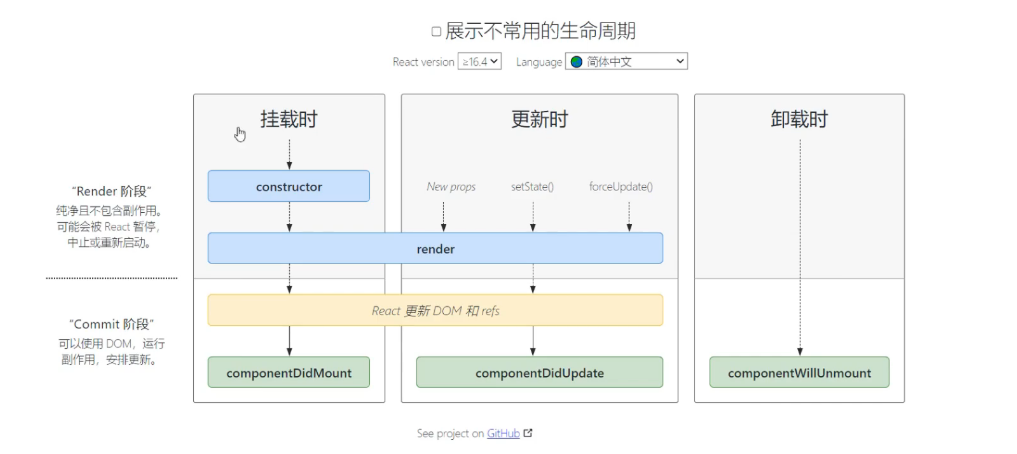 展示不常用的生命周期
React version ≥16.4 Language 简体中文
挂载时 更新时 卸载时
“Render 阶段”
纯净且不包含副作用。
可能会被 React 暂停，
中止或重新启动。
constructor
New props setState() forceUpdate()
render
“Commit 阶段”
可以使用 DOM，运行
副作用，安排更新。
React 更新 DOM 和 refs
componentDidMount componentDidUpdate componentWillUnmount
See project on GitHub